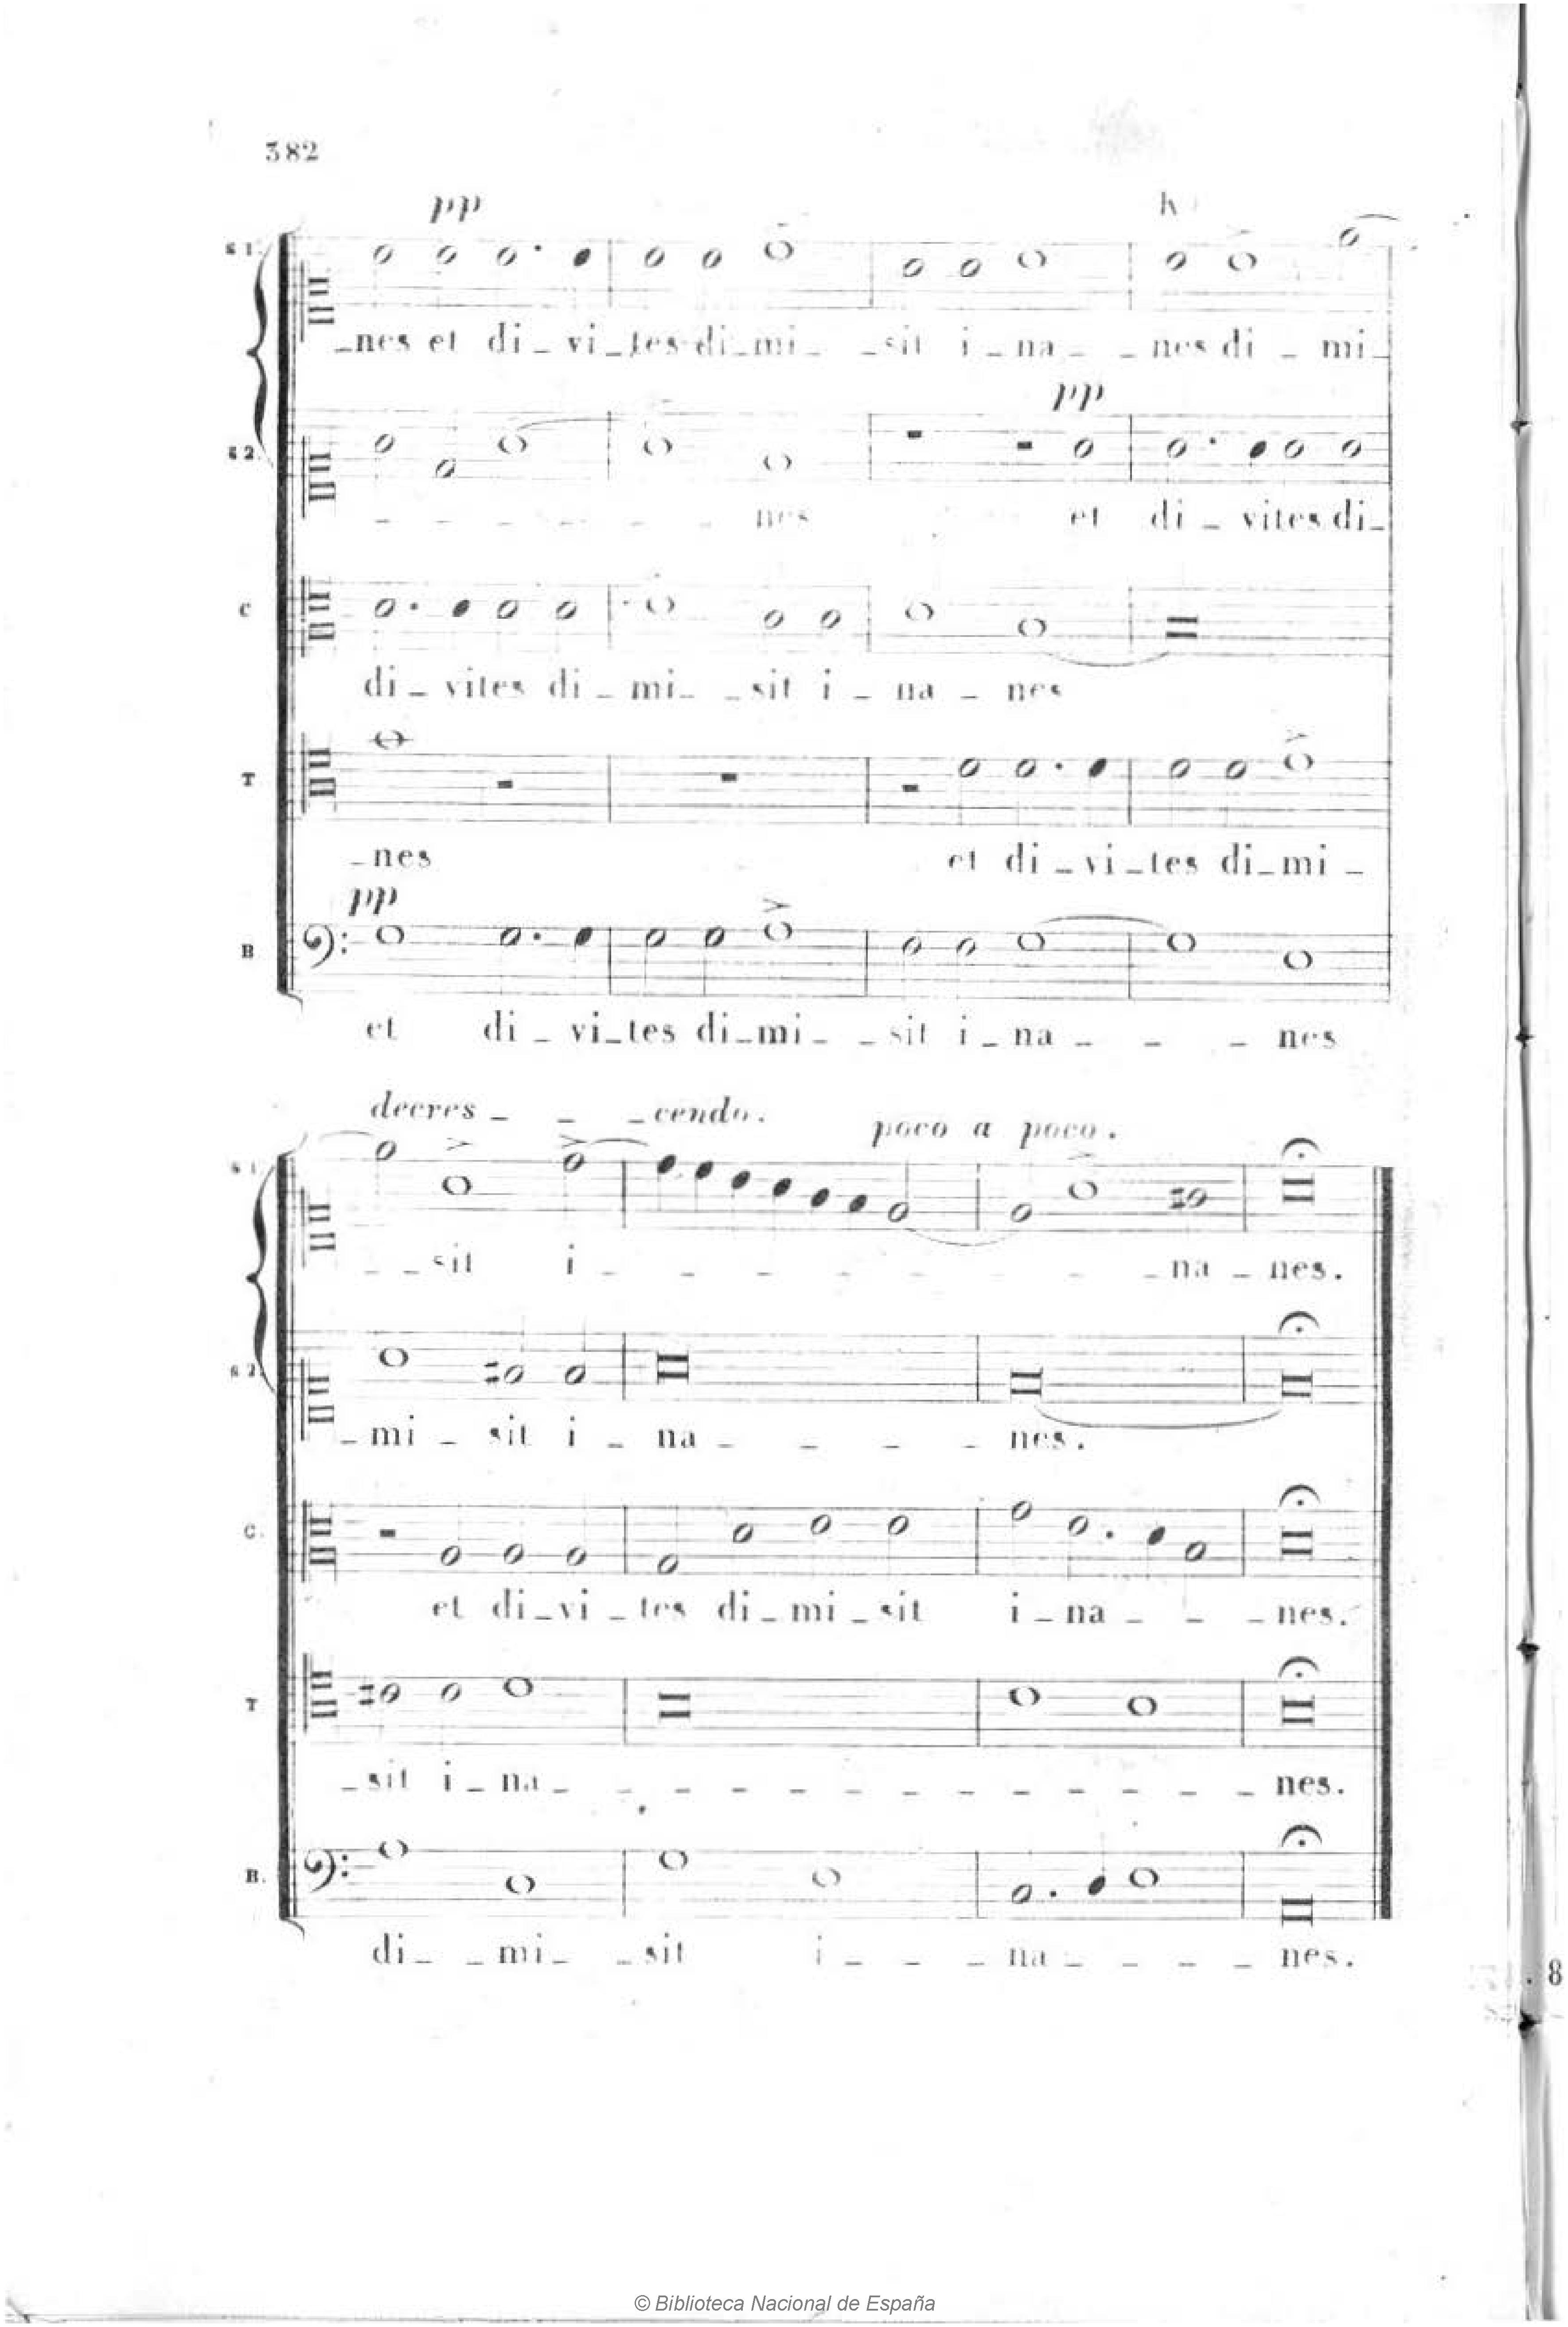 382
pp
S 1.
_nes et di_vi_tes di_mi_ _sit i_na_ _nes di_mi_
pp
S 2.
_ _ _ _ _ _ nes et di_vites di_
C
di_vites di_mi_ _sit i_na_nes
T
_nes et di_vi_tes di_mi_
pp
B
et di_vi_tes di_mi_ _sit i_na_ _ _nes
decres_ _ _cendo. poco a poco.
S 1
_ _sit i_ _ _ _ _ _ _ _na_nes.
S 2.
_mi_sit i_na_ _ _ _nes.
C.
et di_vi_tes di_mi_sit i_na_ _ _nes.
T
_sit i_na_ _ _ _ _ _ _ _ _ _ _ _ _nes.
B.
di_ _mi_ _sit i_ _ _na_ _ _ _nes.
8
© Biblioteca Nacional de España